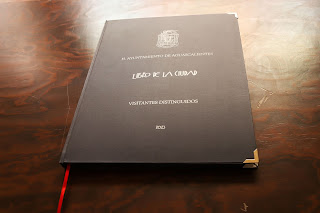 H. AYUNTAMIENTO DE AGUASCALIENTES
LIBRO DE LA CIUDAD
VISITANTES DISTINGUIDOS